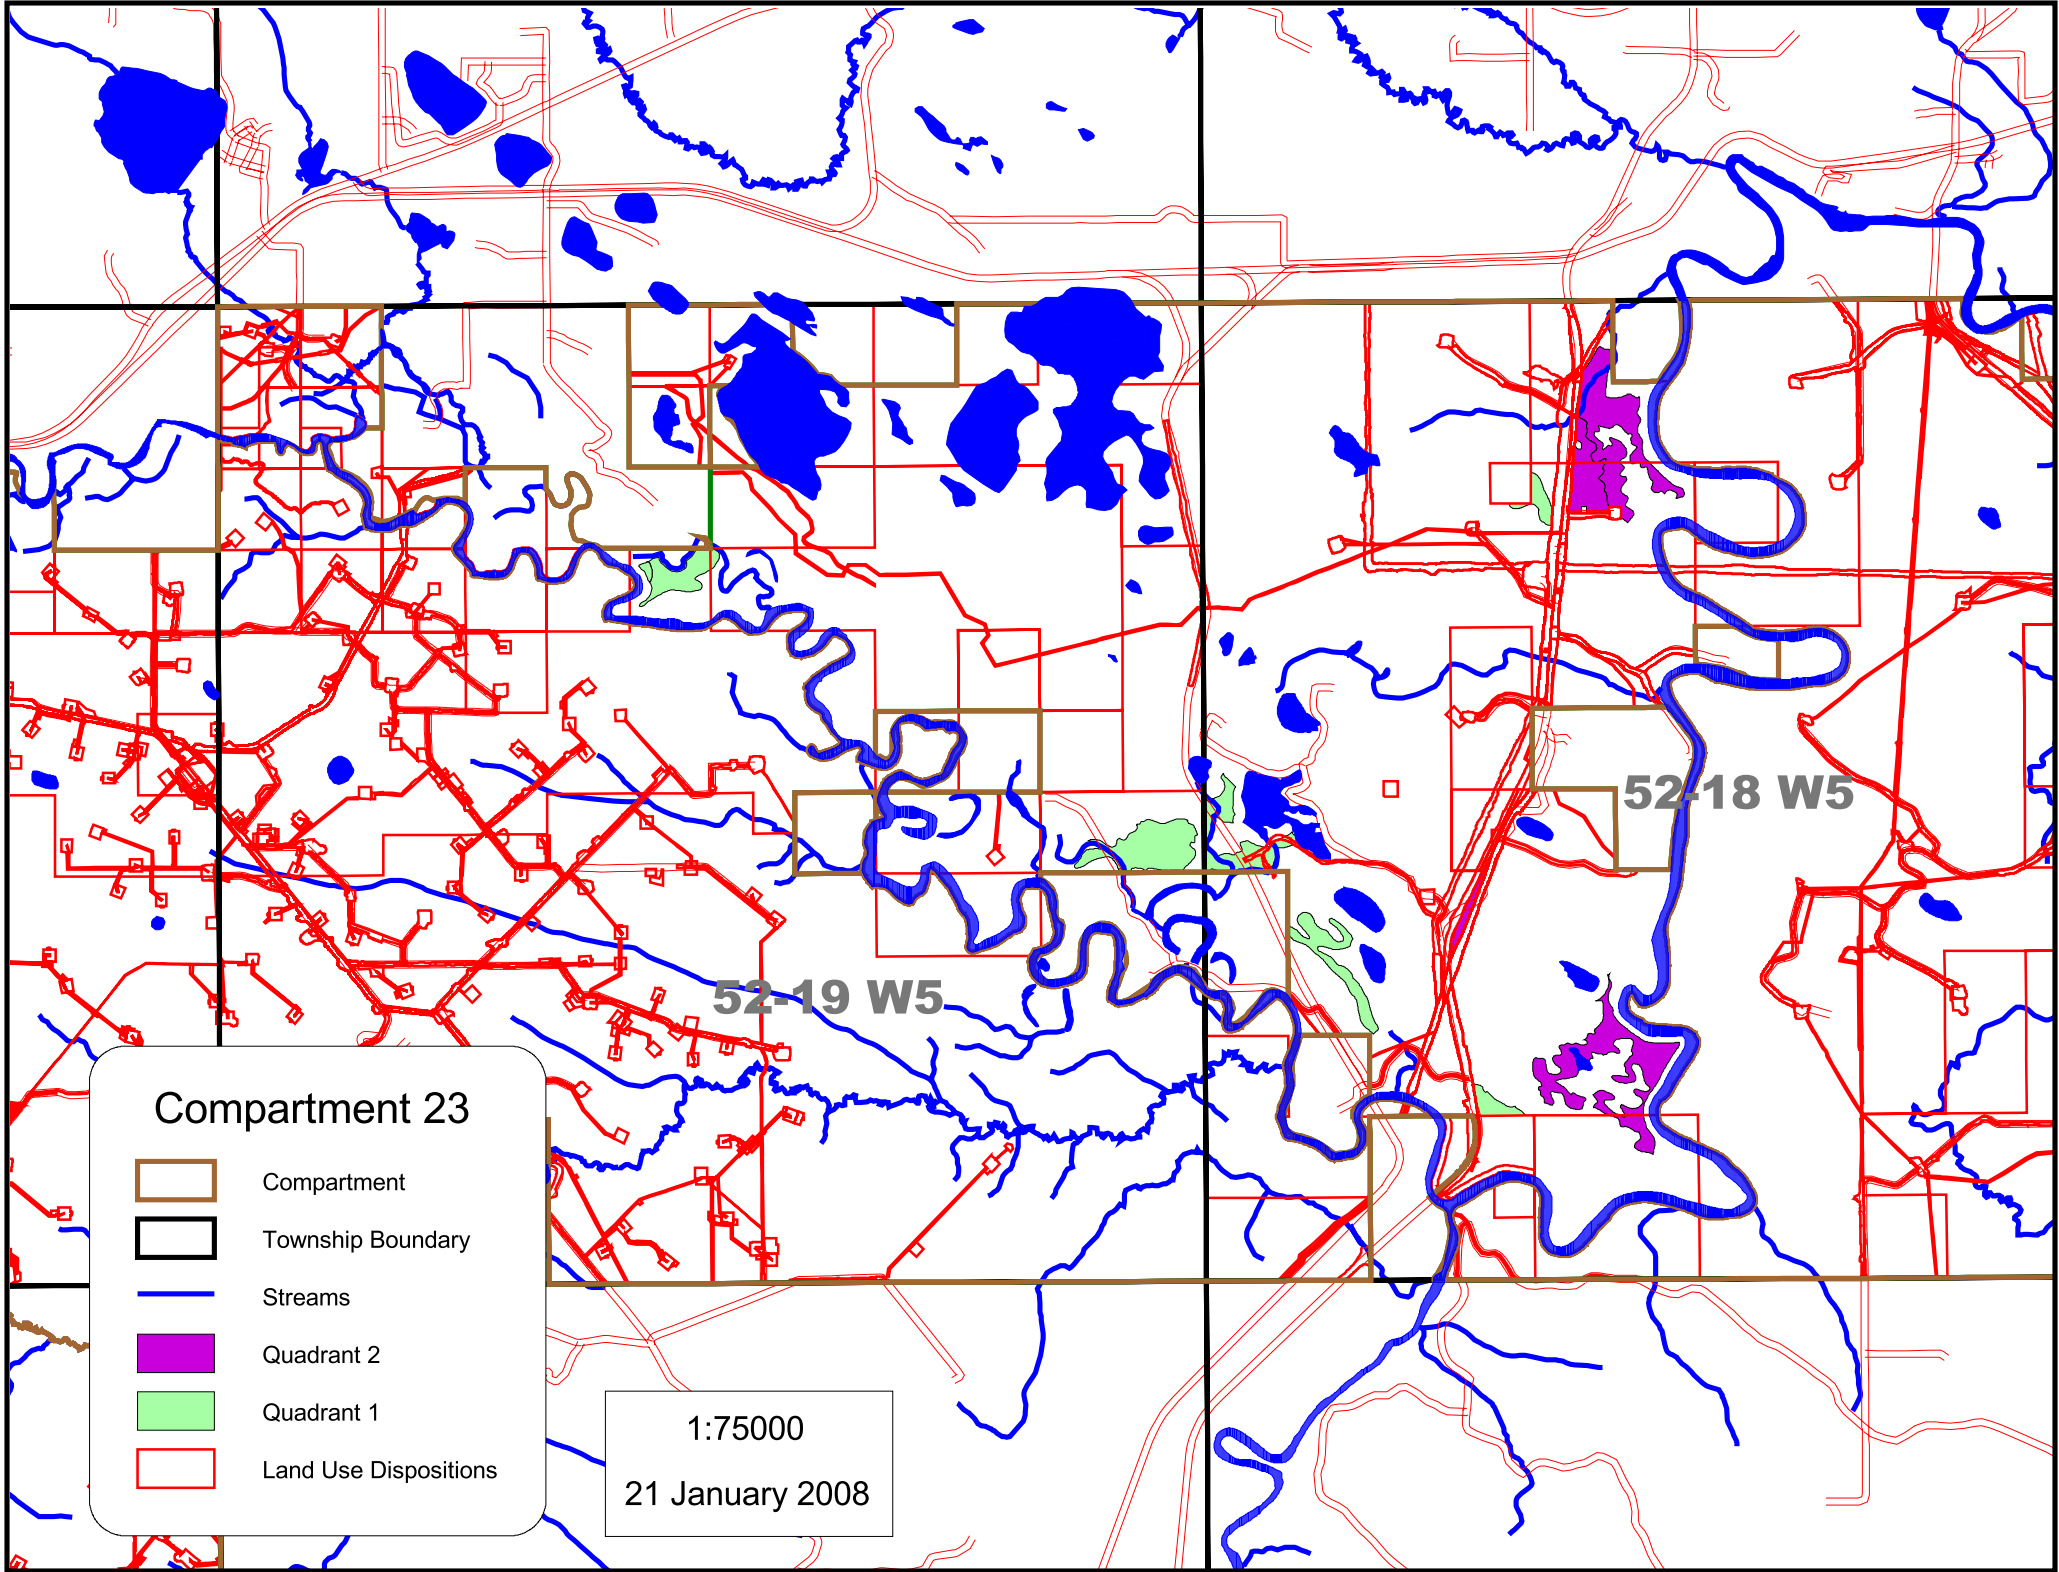 52-18 W5
52-19 W5
Compartment 23
Compartment
Township Boundary
Streams
Quadrant 2
Quadrant 1
Land Use Dispositions
1:75000
21 January 2008